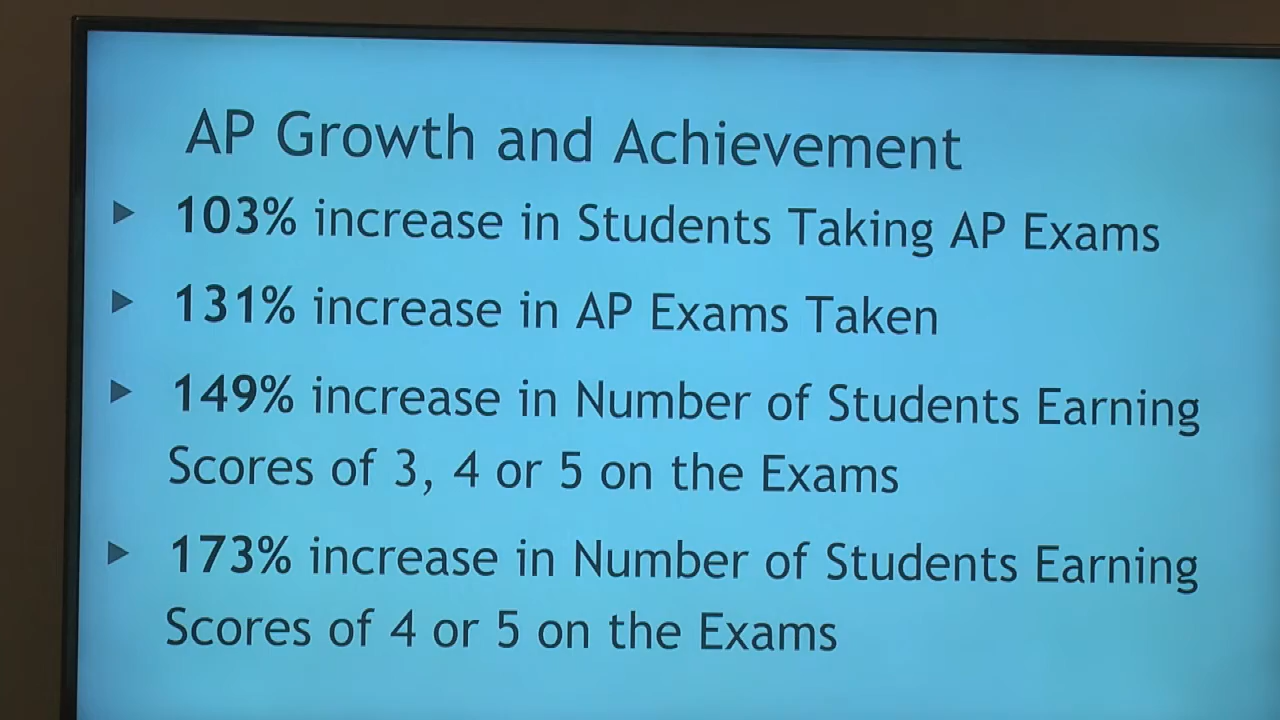 AP Growth and Achievement
103% increase in Students Taking AP Exams
131% increase in AP Exams Taken
149% increase in Number of Students Earning
Scores of 3, 4 or 5 on the Exams
173% increase in Number of Students Earning
Scores of 4 or 5 on the Exams